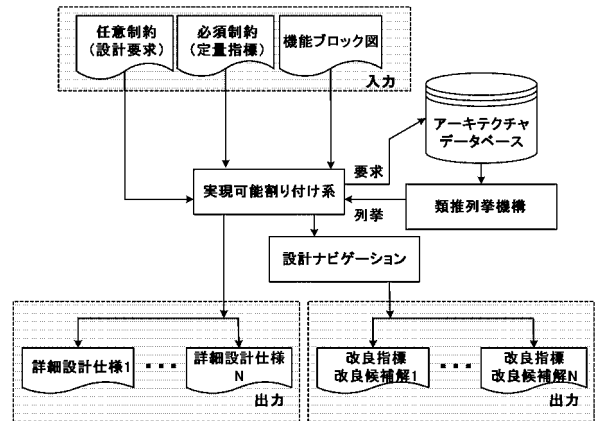 任意制約
（設計要求）
必須制約
（定量指標）
機能ブロック図
入力
アーキテクチャ
データベース
要求
実現可能割り付け系
列挙
類推列挙機構
設計ナビゲーション
詳細設計仕様1
詳細設計仕様
N
出力
改良指標
改良候補解1
改良指標
改良候補解N
出力